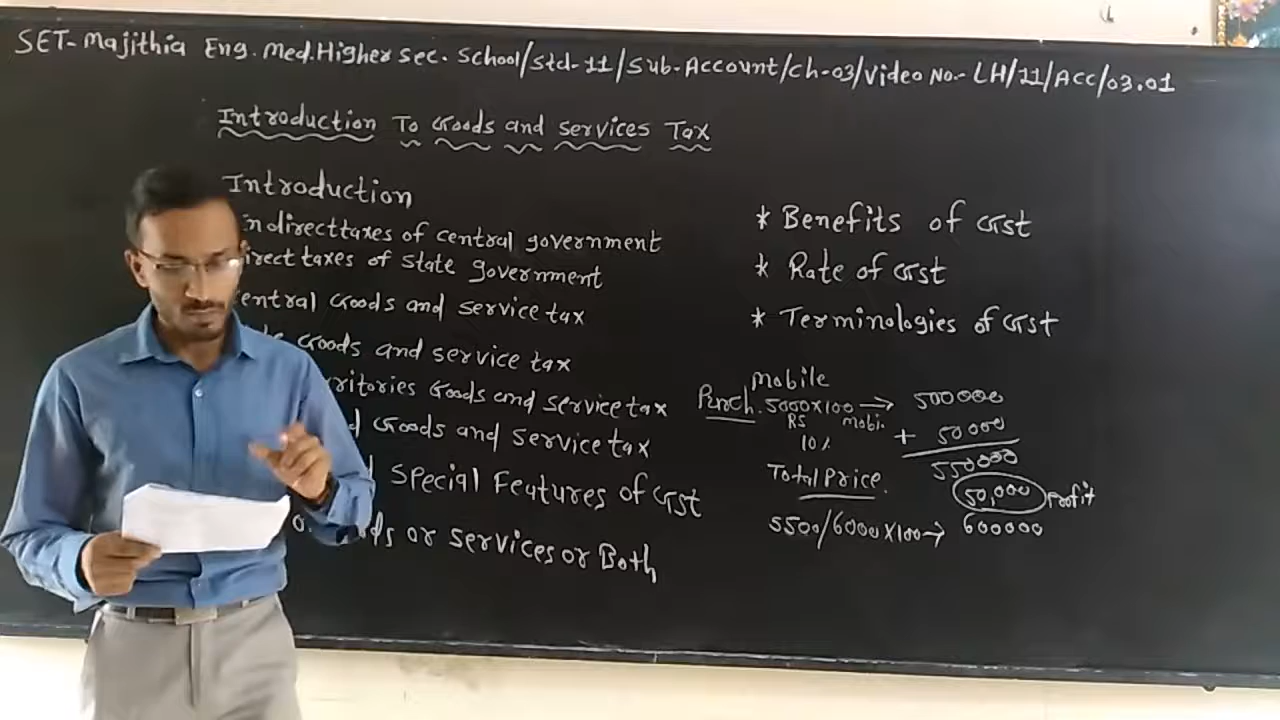 SET- Majithia Eng. Med. Higher Sec. School/Std-11/Sub-Account/Ch-03/Video No.- LH/11/Acc/03.01
Introduction To Goods and Services Tax
Introduction
indirect taxes of central government
irect taxes of state government
entral Goods and service tax
Goods and service tax
rritories Goods and service tax
d Goods and service tax
Special Features of GST
ds or services or Both
* Benefits of GST
* Rate of GST
* Terminologies of GST
Mobile
Purch. 5000x100 → 500000
RS mobi.
10% + 50000
550000
Total Price 50,000 Profit
5500/6000x100 → 600000